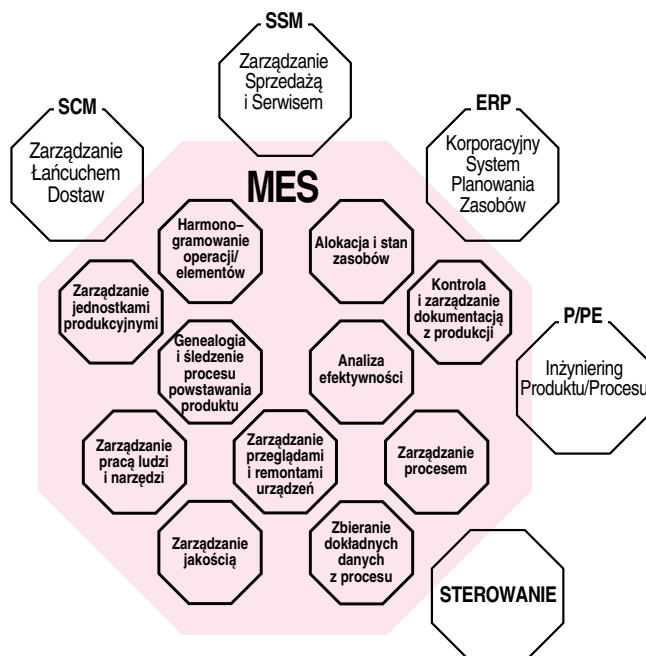 SSM
Zarządzanie
Sprzedażą
i Serwisem
SCM
Zarządzanie
Łańcuchem
Dostaw
ERP
Korporacyjny
System
Planowania
Zasobów
MES
Harmono–
gramowanie
operacji/
elementów
Alokacja i stan
zasobów
Zarządzanie
jednostkami
produkcyjnymi
Kontrola
i zarządzanie
dokumentacją
z produkcji
P/PE
Inżyniering
Produktu/Procesu
Genealogia
i śledzenie
procesu
powstawania
produktu
Analiza
efektywności
Zarządzanie
pracą ludzi
i narzędzi
Zarządzanie
przeglądami
i remontami
urządzeń
Zarządzanie
procesem
Zarządzanie
jakością
Zbieranie
dokładnych
danych
z procesu
STEROWANIE